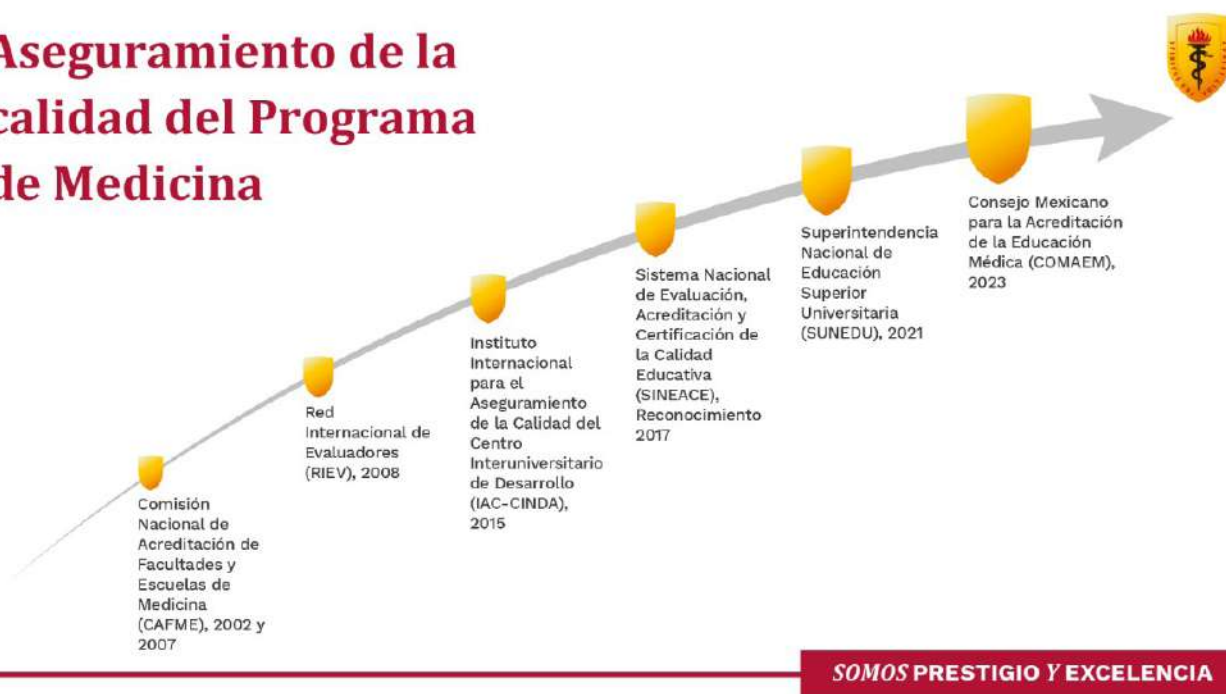 Aseguramiento de la
calidad del Programa
de Medicina
Comisión
Nacional de
Acreditación de
Facultades y
Escuelas de
Medicina
(CAFME), 2002 y
2007
Red
Internacional de
Evaluadores
(RIEV), 2008
Instituto
Internacional
para el
Aseguramiento
de la Calidad del
Centro
Interuniversitario
de Desarrollo
(IAC-CINDA),
2015
Sistema Nacional
de Evaluación,
Acreditación y
Certificación de
la Calidad
Educativa
(SINEACE),
Reconocimiento
2017
Superintendencia
Nacional de
Educación
Superior
Universitaria
(SUNEDU), 2021
Consejo Mexicano
para la Acreditación
de la Educación
Médica (COMAEM),
2023
SOMOS PRESTIGIO Y EXCELENCIA